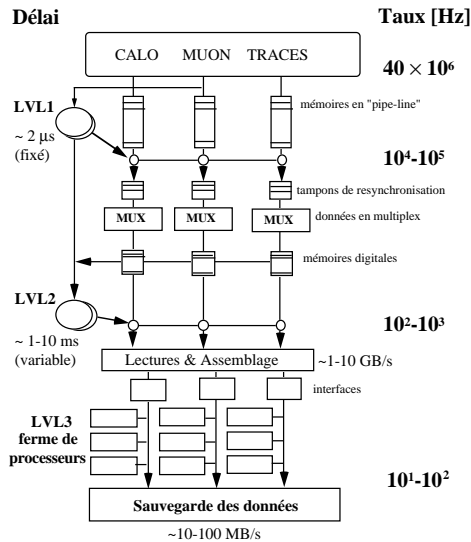 Délai Taux [Hz]
CALO MUON TRACES
40 × 10⁶
LVL1
mémoires en "pipe-line"
~ 2 μs
(fixé)
10⁴-10⁵
tampons de resynchronisation
MUX MUX MUX données en multiplex
mémoires digitales
LVL2
10²-10³
~ 1-10 ms
(variable)
Lectures & Assemblage ~1-10 GB/s
interfaces
LVL3
ferme de
processeurs
10¹-10²
Sauvegarde des données
~10-100 MB/s